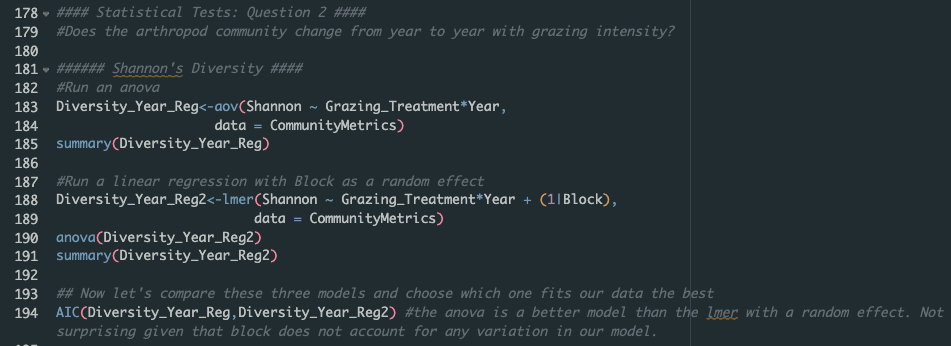 178 #### Statistical Tests: Question 2 ####
179 #Does the arthropod community change from year to year with grazing intensity?
180
181 ###### Shannon's Diversity ####
182 #Run an anova
183 Diversity_Year_Reg<-aov(Shannon ~ Grazing_Treatment*Year,
184 data = CommunityMetrics)
185 summary(Diversity_Year_Reg)
186
187 #Run a linear regression with Block as a random effect
188 Diversity_Year_Reg2<-lmer(Shannon ~ Grazing_Treatment*Year + (1|Block),
189 data = CommunityMetrics)
190 anova(Diversity_Year_Reg2)
191 summary(Diversity_Year_Reg2)
192
193 ## Now let's compare these three models and choose which one fits our data the best
194 AIC(Diversity_Year_Reg,Diversity_Year_Reg2) #the anova is a better model than the lmer with a random effect. Not
surprising given that block does not account for any variation in our model.